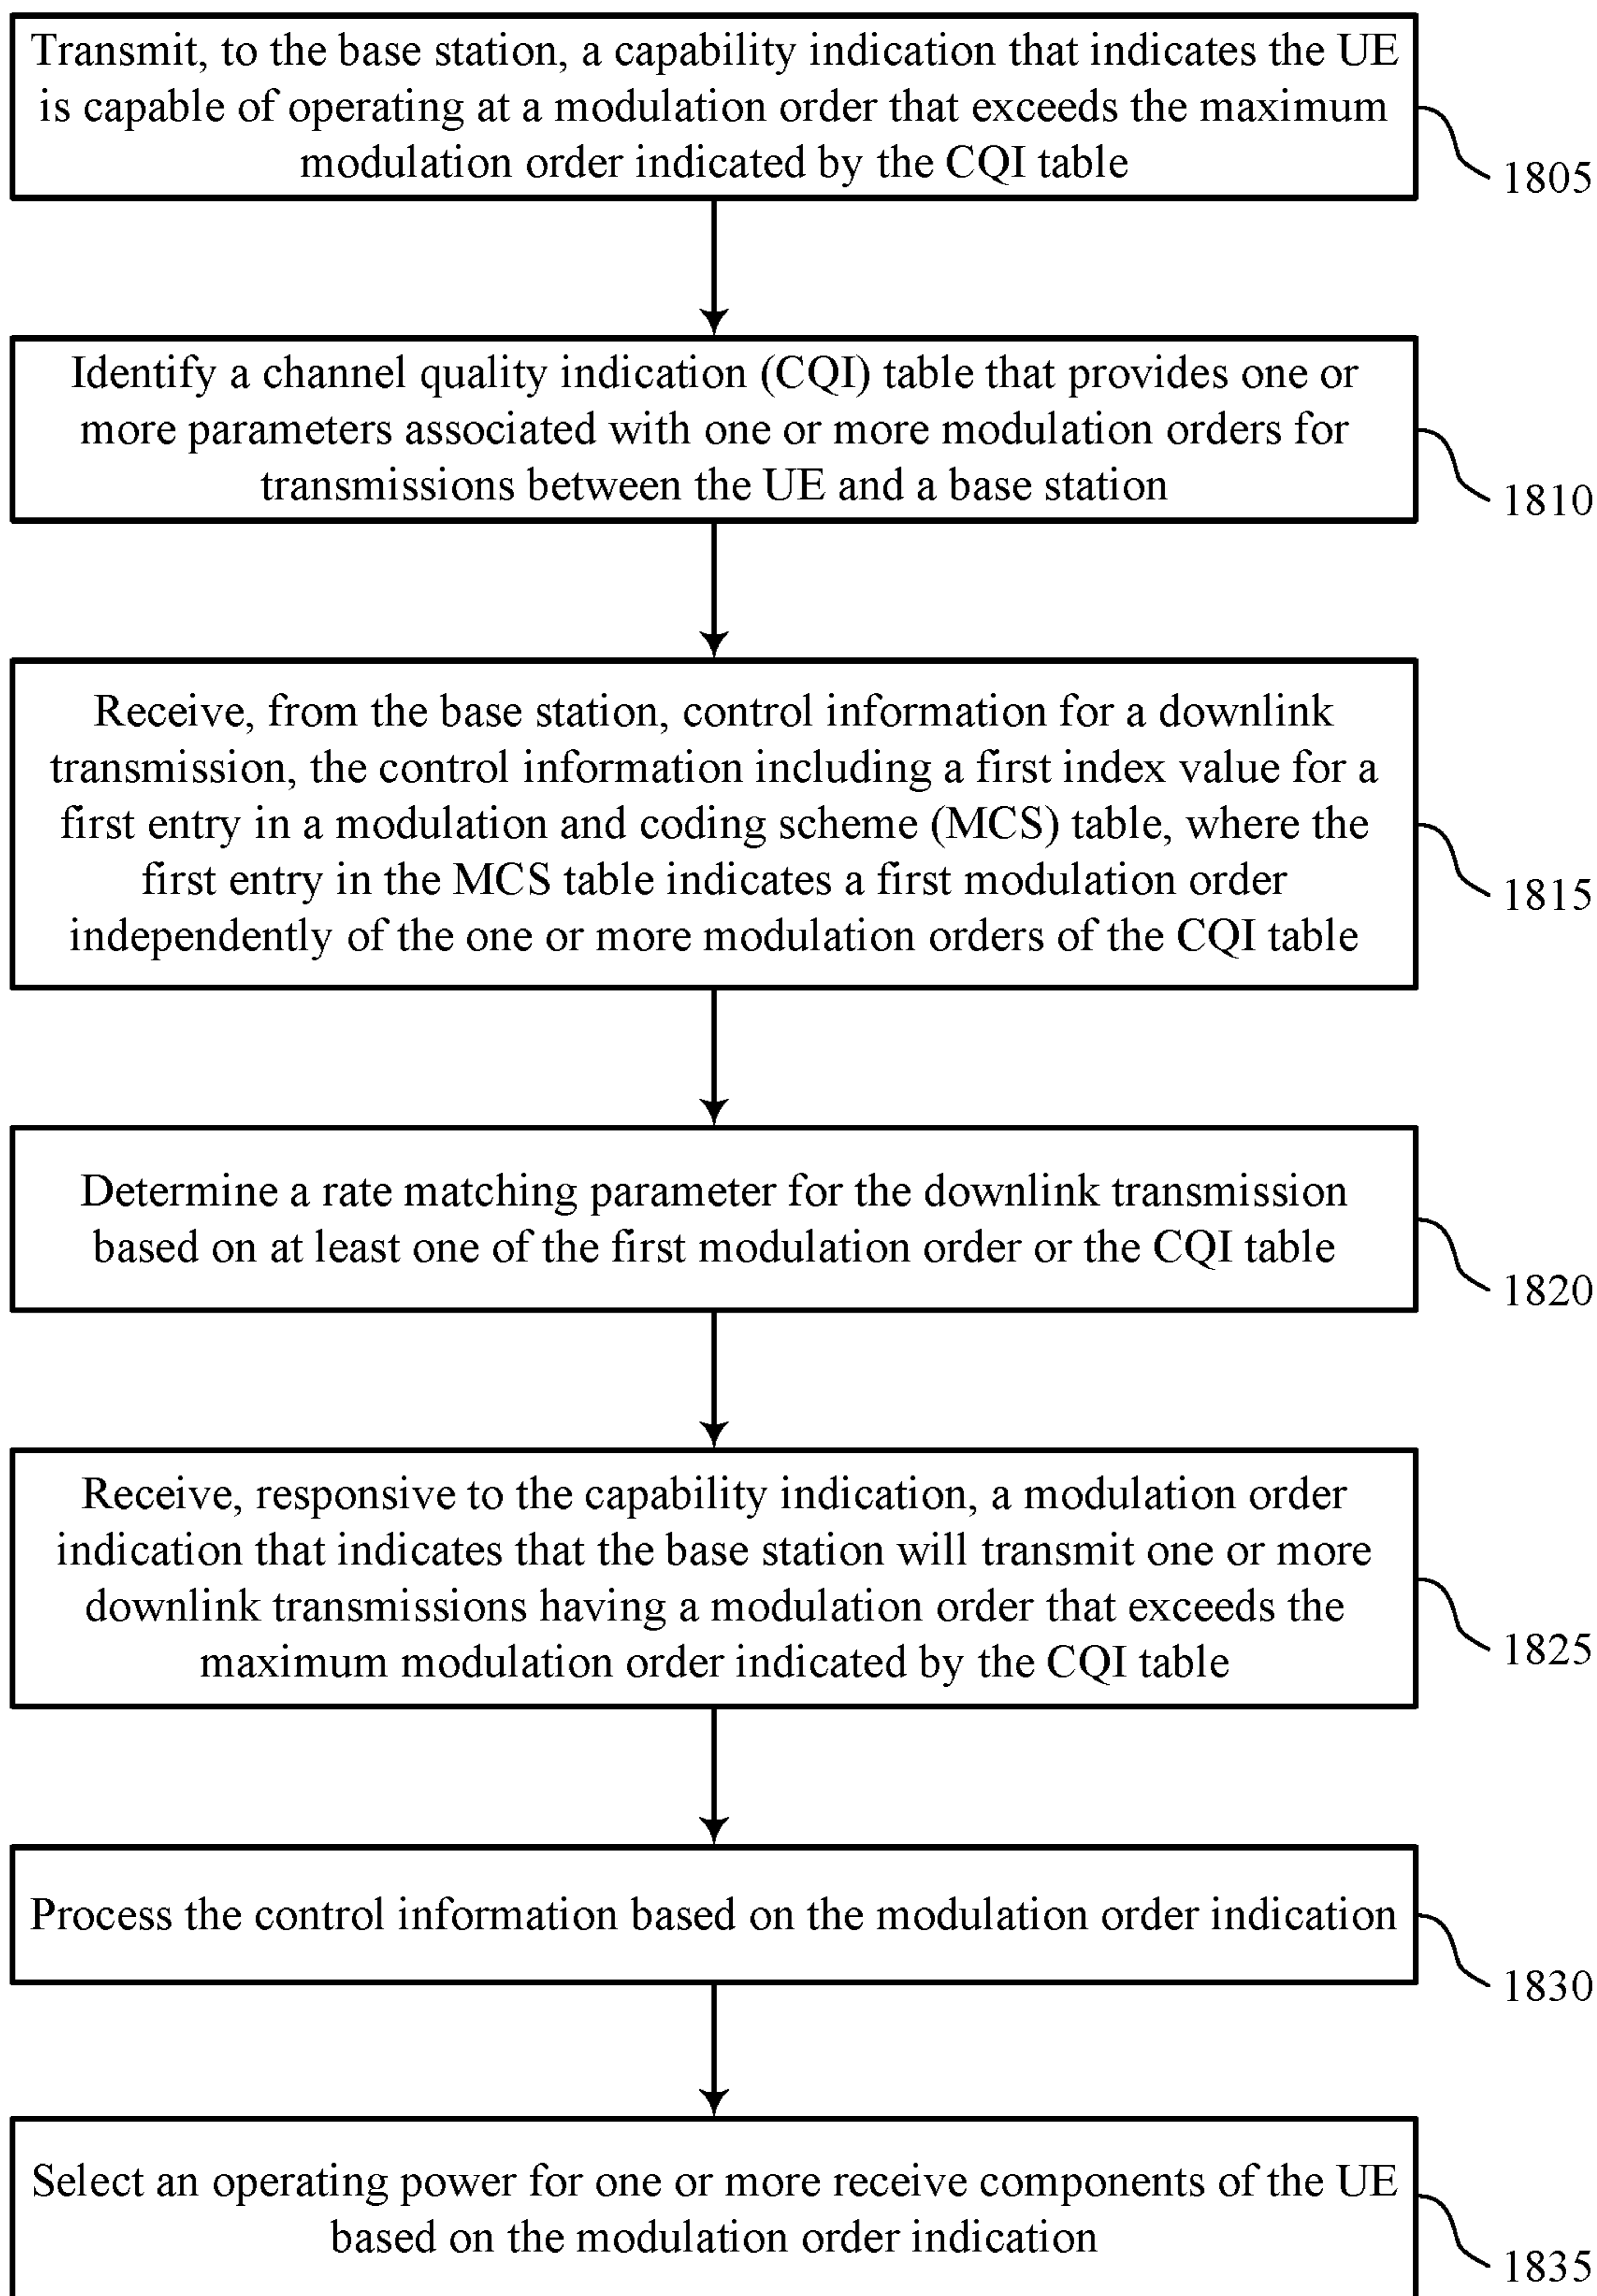 Transmit, to the base station, a capability indication that indicates the UE
is capable of operating at a modulation order that exceeds the maximum
modulation order indicated by the CQI table
1805
Identify a channel quality indication (CQI) table that provides one or
more parameters associated with one or more modulation orders for
transmissions between the UE and a base station
1810
Receive, from the base station, control information for a downlink
transmission, the control information including a first index value for a
first entry in a modulation and coding scheme (MCS) table, where the
first entry in the MCS table indicates a first modulation order
independently of the one or more modulation orders of the CQI table
1815
Determine a rate matching parameter for the downlink transmission
based on at least one of the first modulation order or the CQI table
1820
Receive, responsive to the capability indication, a modulation order
indication that indicates that the base station will transmit one or more
downlink transmissions having a modulation order that exceeds the
maximum modulation order indicated by the CQI table
1825
Process the control information based on the modulation order indication
1830
Select an operating power for one or more receive components of the UE
based on the modulation order indication
1835